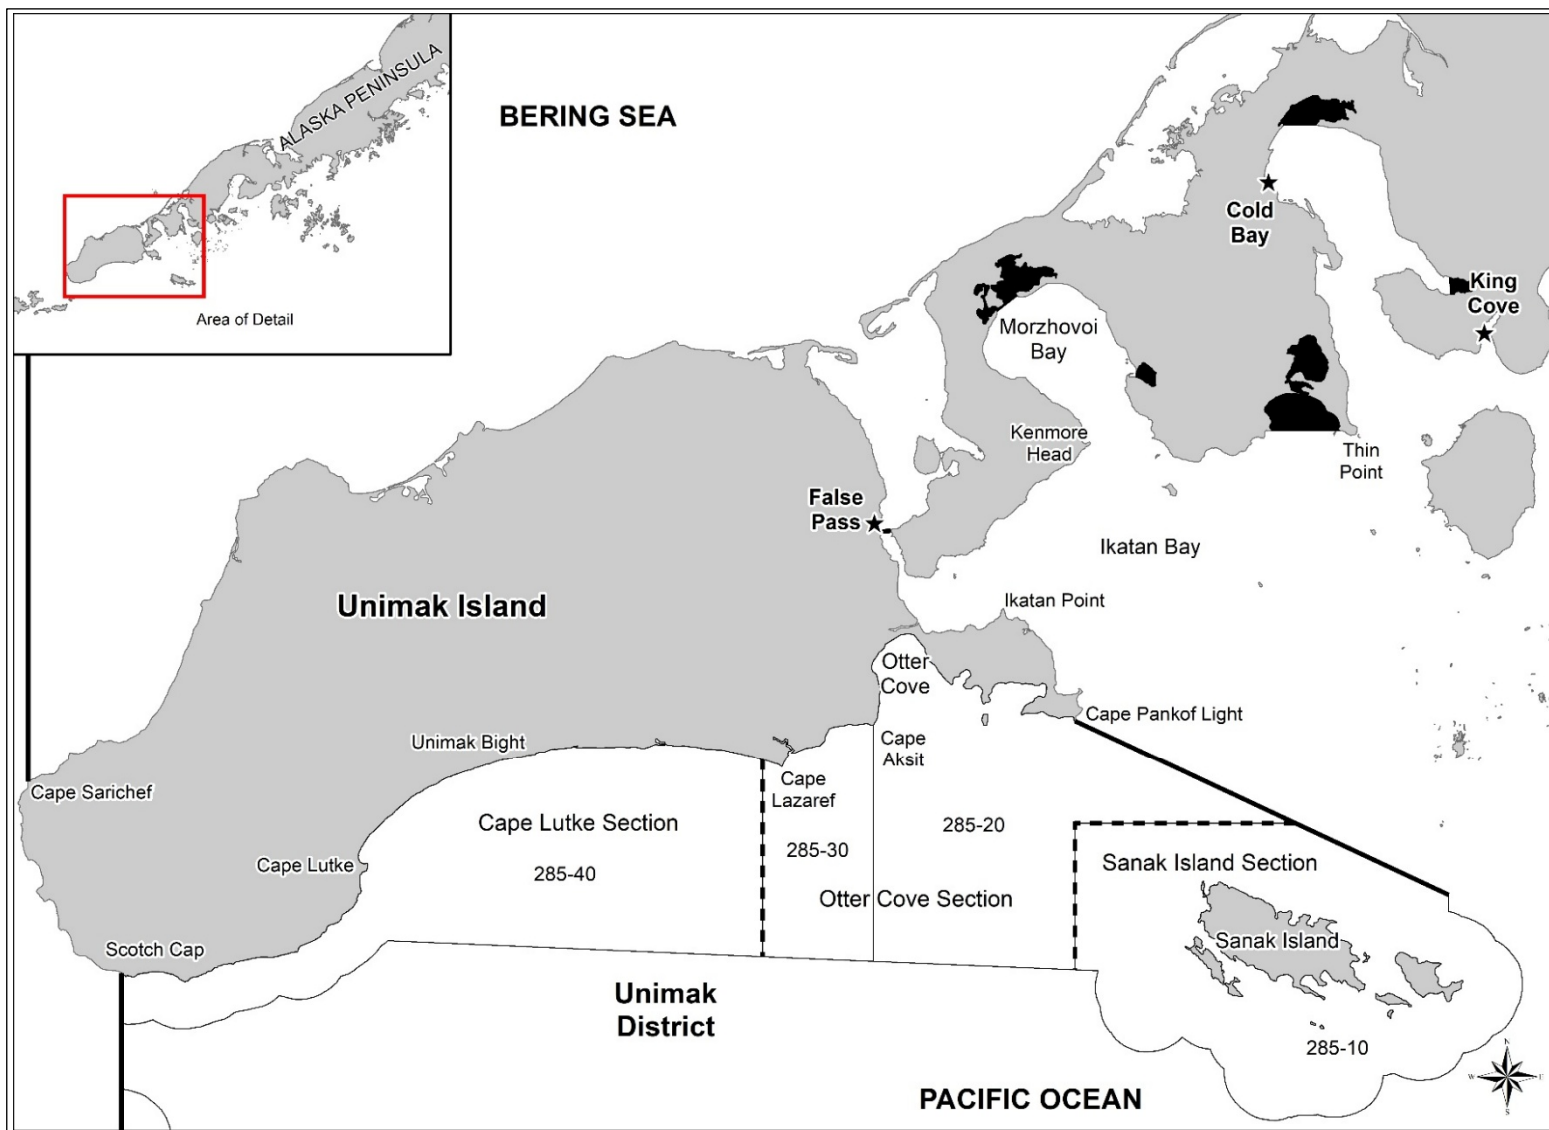 ALASKA PENINSULA
Area of Detail
BERING SEA
Cold
Bay
King
Cove
Morzhovoi
Bay
Kenmore
Head
Thin
Point
False
Pass
Ikatan Bay
Unimak Island
Ikatan Point
Otter
Cove
Cape Pankof Light
Unimak Bight
Cape
Aksit
Cape Sarichef
Cape
Lazaref
Cape Lutke Section
285-20
285-30
Cape Lutke
285-40
Sanak Island Section
Otter Cove Section
Scotch Cap
Sanak Island
Unimak
District
285-10
PACIFIC OCEAN
N
W
E
S